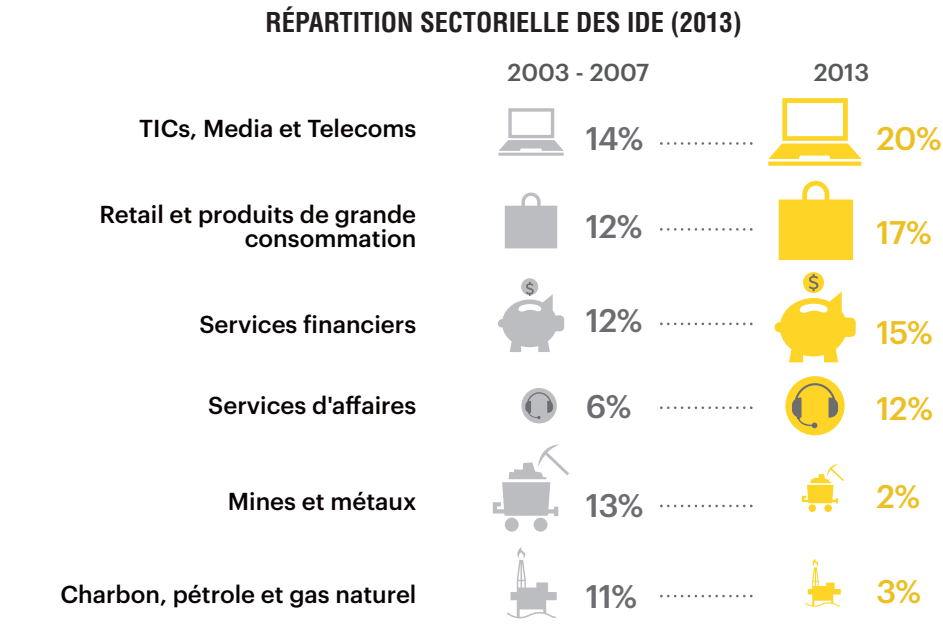 RÉPARTITION SECTORIELLE DES IDE (2013)
2003 - 2007 2013
TICs, Media et Telecoms 14% 20%
Retail et produits de grande
consommation 12% 17%
$ $
Services financiers 12% 15%
Services d'affaires 6% 12%
Mines et métaux 13% 2%
Charbon, pétrole et gas naturel 11% 3%